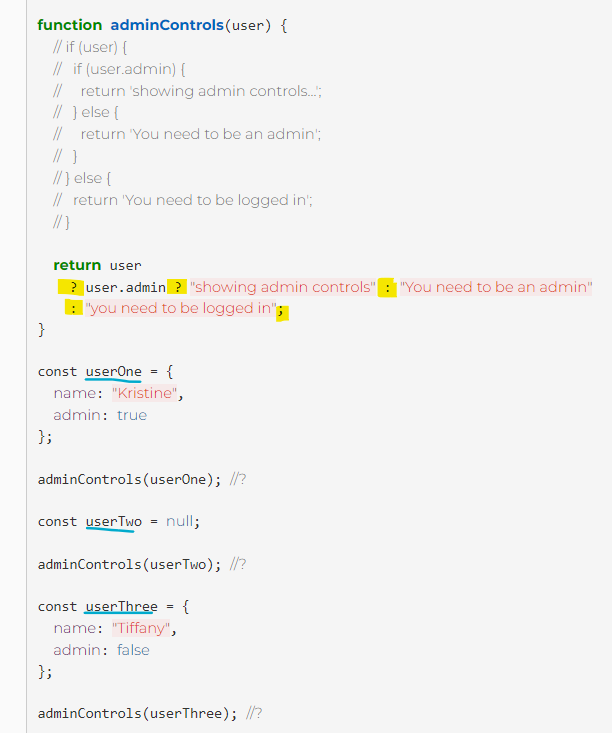 function adminControls(user) {
// if (user) {
// if (user.admin) {
// return 'showing admin controls...';
// } else {
// return 'You need to be an admin';
// }
// } else {
// return 'You need to be logged in';
// }
return user
? user.admin ? "showing admin controls" : "You need to be an admin"
: "you need to be logged in";
}
const userOne = {
name: "Kristine",
admin: true
};
adminControls(userOne); //?
const userTwo = null;
adminControls(userTwo); //?
const userThree = {
name: "Tiffany",
admin: false
};
adminControls(userThree); //?